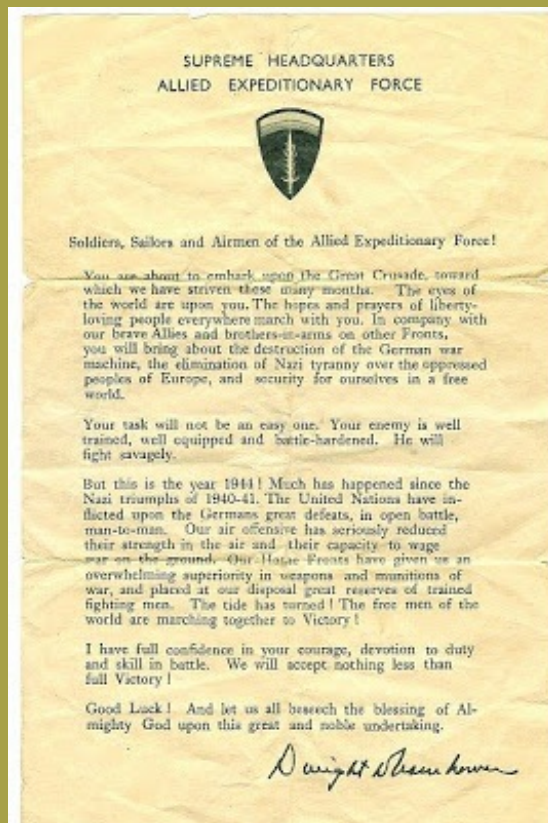 SUPREME HEADQUARTERS
ALLIED EXPEDITIONARY FORCE
Soldiers, Sailors and Airmen of the Allied Expeditionary Force!
You are about to embark upon the Great Crusade, toward
which we have striven these many months. The eyes of
the world are upon you. The hopes and prayers of liberty-
loving people everywhere march with you. In company with
our brave Allies and brothers-in-arms on other Fronts,
you will bring about the destruction of the German war
machine, the elimination of Nazi tyranny over the oppressed
peoples of Europe, and security for ourselves in a free
world.
Your task will not be an easy one. Your enemy is well
trained, well equipped and battle-hardened. He will
fight savagely.
But this is the year 1944! Much has happened since the
Nazi triumphs of 1940-41. The United Nations have in-
flicted upon the Germans great defeats, in open battle,
man-to-man. Our air offensive has seriously reduced
their strength in the air and their capacity to wage
war on the ground. Our Home Fronts have given us an
overwhelming superiority in weapons and munitions of
war, and placed at our disposal great reserves of trained
fighting men. The tide has turned! The free men of the
world are marching together to Victory!
I have full confidence in your courage, devotion to duty
and skill in battle. We will accept nothing less than
full Victory!
Good Luck! And let us all beseech the blessing of Al-
mighty God upon this great and noble undertaking.
Dwight D Eisenhower